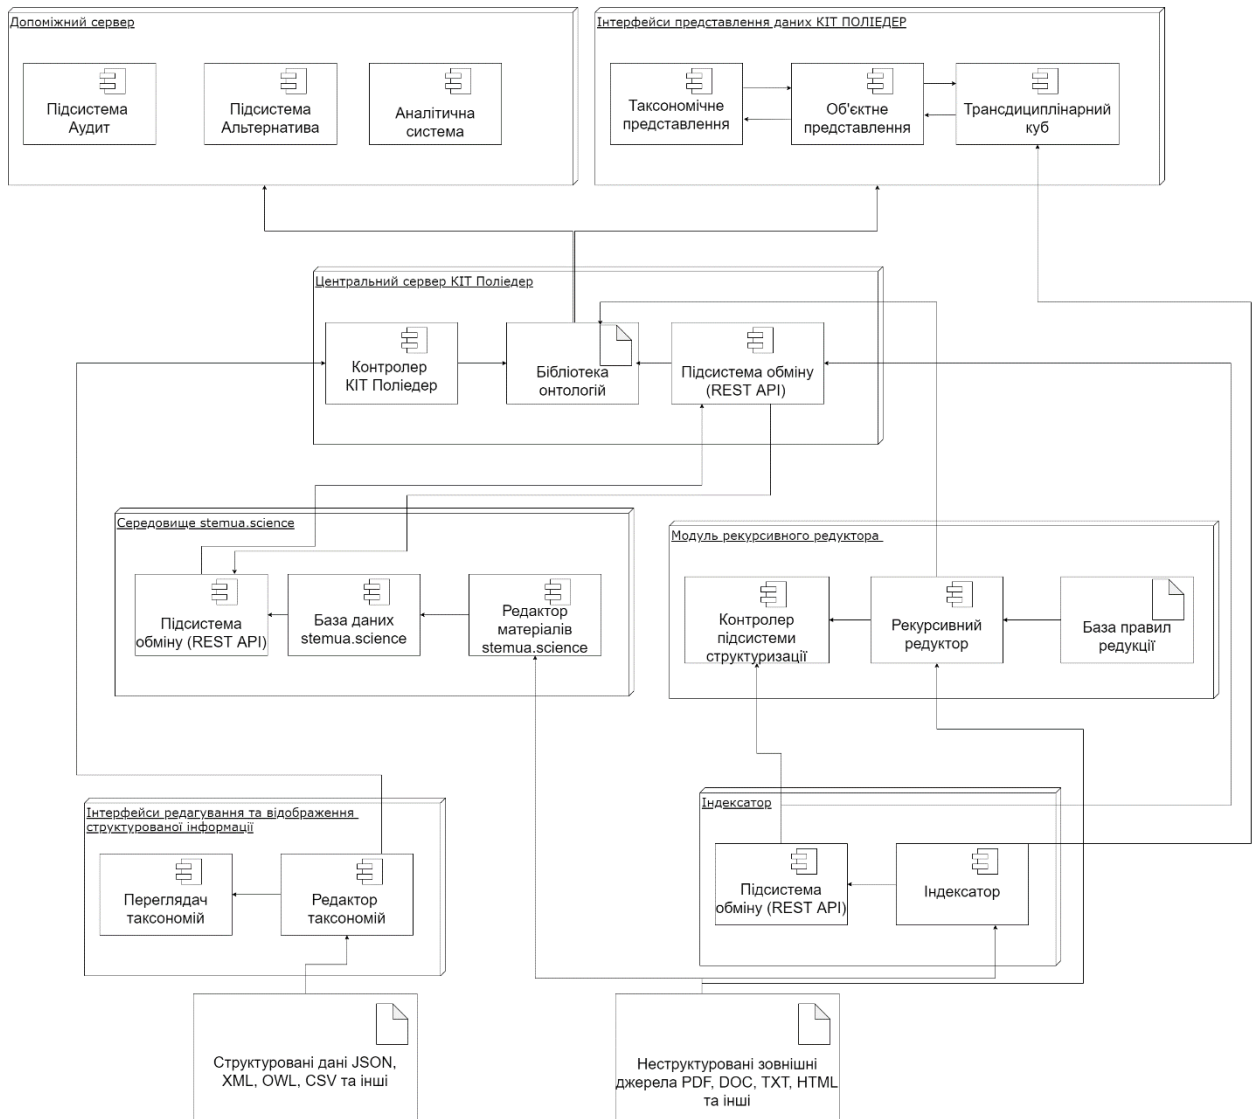 Допоміжний сервер
Підсистема
Аудит
Підсистема
Альтернатива
Аналітична
система
Інтерфейси представлення даних КІТ ПОЛІЕДЕР
Таксономічне
представлення
Об'єктне
представлення
Трансдициплінарний
куб
Центральний сервер КІТ Поліедер
Контролер
КІТ Поліедер
Бібліотека
онтологій
Підсистема обміну
(REST API)
Середовище stemua.science
Підсистема
обміну (REST API)
База даних
stemua.science
Редактор
матеріалів
stemua.science
Модуль рекурсивного редуктора
Контролер
підсистеми
структуризації
Рекурсивний
редуктор
База правил
редукції
Інтерфейси редагування та відображення
структурованої інформації
Переглядач
таксономій
Редактор
таксономій
Індексатор
Підсистема
обміну (REST API)
Індексатор
Структуровані дані JSON,
XML, OWL, CSV та інші
Неструктуровані зовнішні
джерела PDF, DOC, TXT, HTML
та інші